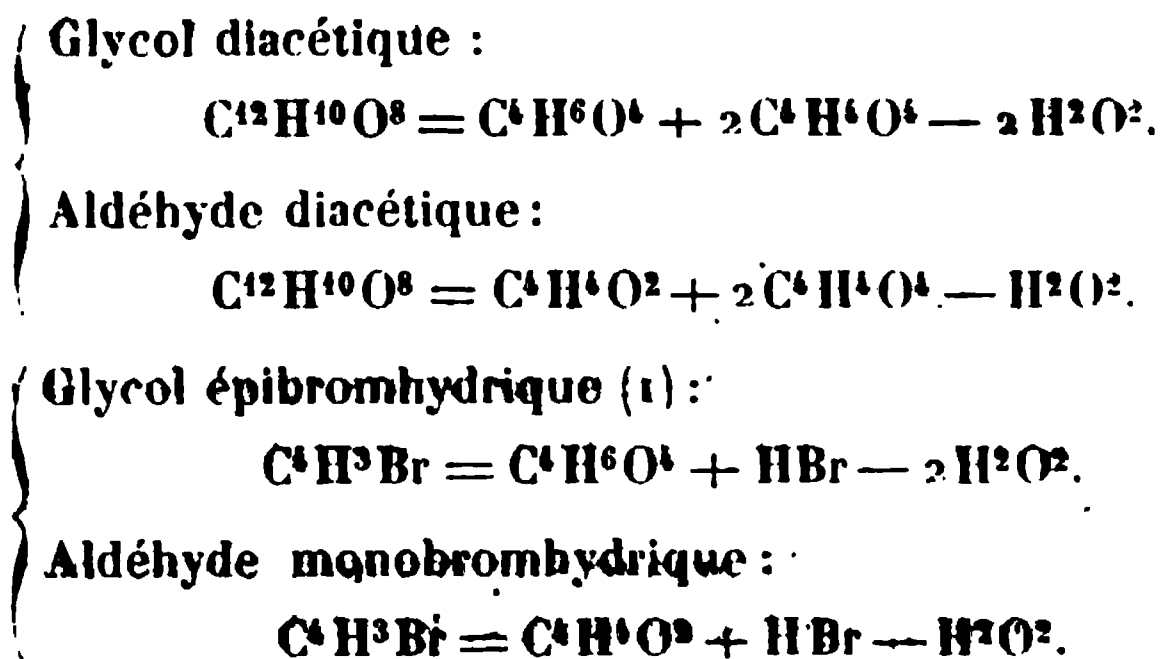 Glycol diacétique :
C¹²H¹⁰O⁸ = C⁴H⁶O⁴ + 2C⁴H⁴O⁴ — 2H²O².
Aldéhyde diacétique :
C¹²H¹⁰O⁸ = C⁴H⁴O² + 2C⁴H⁴O⁴ — H²O².
Glycol épibromhydrique (1) :
C⁴H³Br = C⁴H⁶O⁴ + HBr — 2H²O².
Aldéhyde monobromhydrique :
C⁴H³Br = C⁴H⁴O² + HBr — H²O².